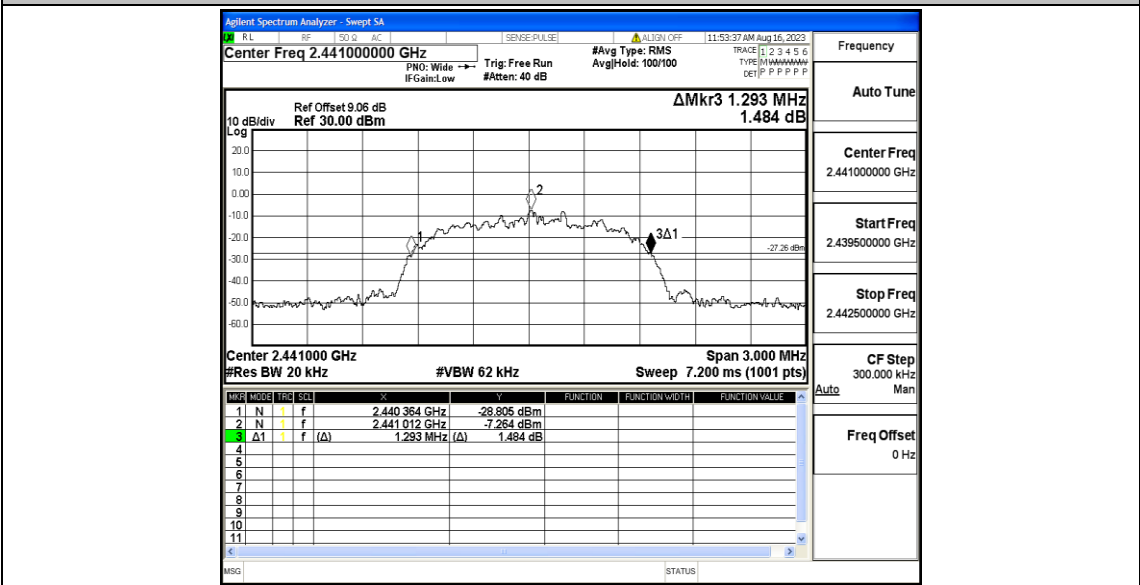 Agilent Spectrum Analyzer - Swept SA
RL RF 50 Ω AC SENSE:PULSE ALIGN OFF 11:53:37 AM Aug 16, 2023
Center Freq 2.441000000 GHz #Avg Type: RMS TRACE 1 2 3 4 5 6
PNO: Wide Trig: Free Run Avg|Hold: 100/100 TYPE M WWWWW
IFGain:Low #Atten: 40 dB DET P P P P P P
Frequency
Auto Tune
Center Freq
2.441000000 GHz
Start Freq
2.439500000 GHz
Stop Freq
2.442500000 GHz
CF Step
300.000 kHz
Auto Man
Freq Offset
0 Hz
ΔMkr3 1.293 MHz
1.484 dB
Ref Offset 9.06 dB
10 dB/div Ref 30.00 dBm
Log
20.0
10.0
0.00
-10.0
-20.0
-30.0
-40.0
-50.0
-60.0
1
2
3Δ1
-27.26 dBm
Center 2.441000 GHz Span 3.000 MHz
#Res BW 20 kHz #VBW 62 kHz Sweep 7.200 ms (1001 pts)
MKR MODE TRC SCL X Y FUNCTION FUNCTION WIDTH FUNCTION VALUE
1 N 1 f 2.440 364 GHz -28.805 dBm
2 N 1 f 2.441 012 GHz -7.264 dBm
3 Δ1 1 f (Δ) 1.293 MHz (Δ) 1.484 dB
4
5
6
7
8
9
10
11
MSG STATUS